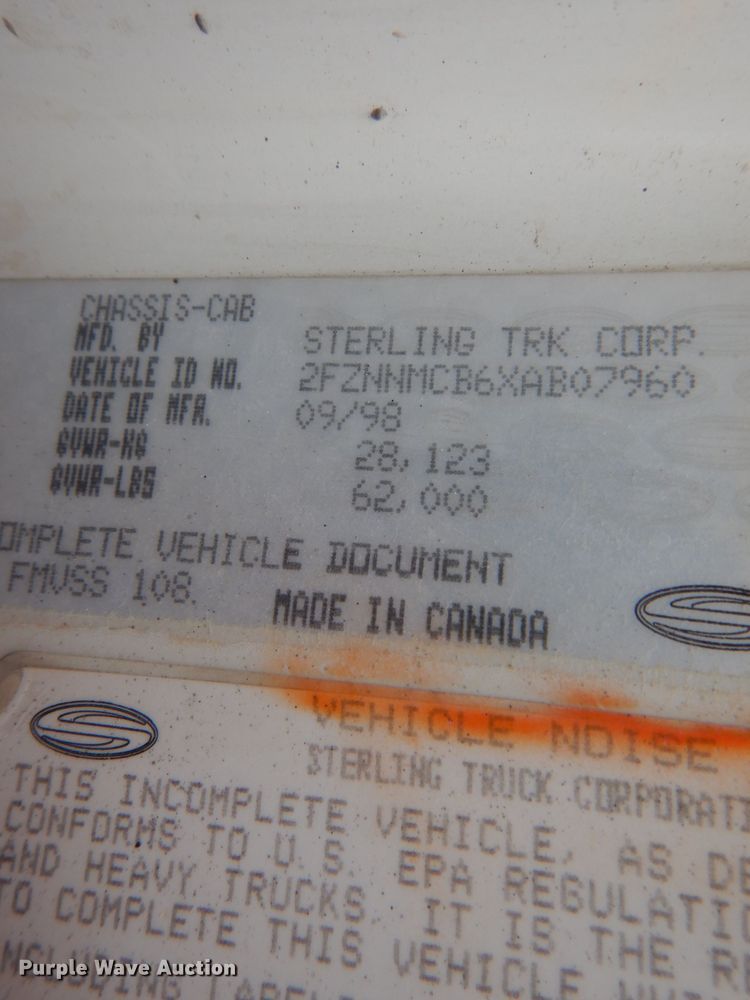 CHASSIS-CAB
MFD. BY STERLING TRK CORP.
VEHICLE ID NO. 2FZNNMCB6XAB07960
DATE OF MFR. 09/98
GVWR-KG 28,123
GVWR-LBS 62,000
OMPLETE VEHICLE DOCUMENT
FMVSS 108.
MADE IN CANADA
VEHICLE NOISE
STERLING TRUCK CORPORATI
THIS INCOMPLETE VEHICLE, AS DE
CONFORMS TO U.S. EPA REGULATIO
AND HEAVY TRUCKS. IT IS THE RE
TO COMPLETE THIS VEHICLE
Purple Wave Auction